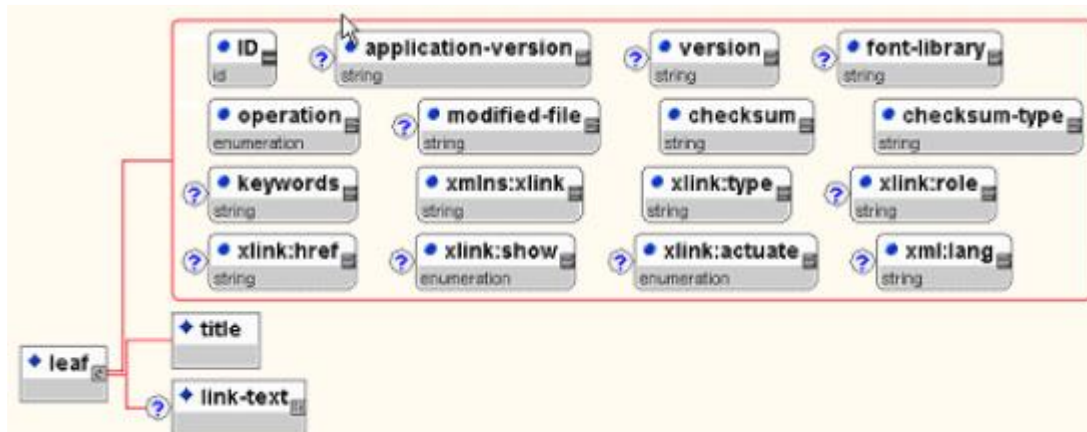 ID ? application-version ? version ? font-library
id string string string
operation ? modified-file checksum checksum-type
enumeration string string string
? keywords xmlns:xlink xlink:type ? xlink:role
string string string string
? xlink:href ? xlink:show ? xlink:actuate ? xml:lang
string enumeration enumeration string
title
leaf
? link-text